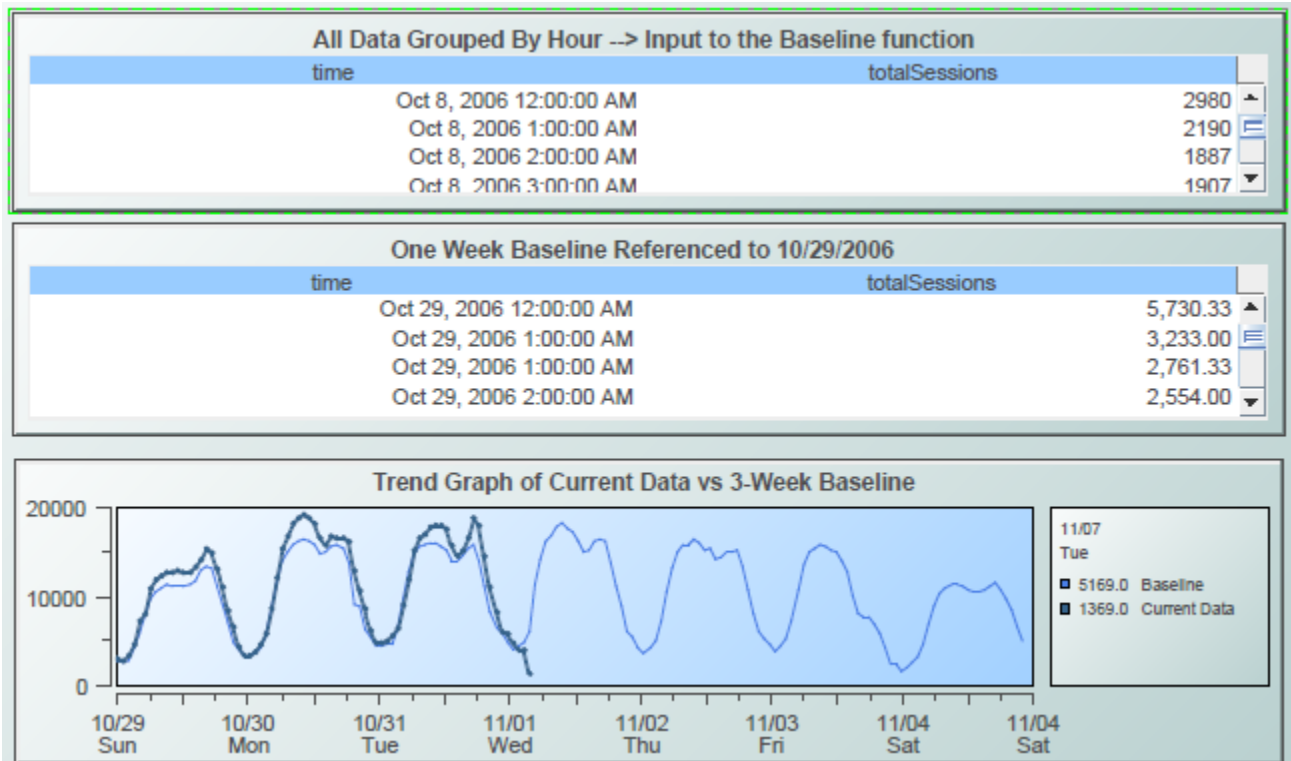 All Data Grouped By Hour --> Input to the Baseline function
time totalSessions
Oct 8, 2006 12:00:00 AM 2980
Oct 8, 2006 1:00:00 AM 2190
Oct 8, 2006 2:00:00 AM 1887
Oct 8, 2006 3:00:00 AM 1907
One Week Baseline Referenced to 10/29/2006
time totalSessions
Oct 29, 2006 12:00:00 AM 5,730.33
Oct 29, 2006 1:00:00 AM 3,233.00
Oct 29, 2006 1:00:00 AM 2,761.33
Oct 29, 2006 2:00:00 AM 2,554.00
Trend Graph of Current Data vs 3-Week Baseline
20000
10000
0
10/29 10/30 10/31 11/01 11/02 11/03 11/04 11/04
Sun Mon Tue Wed Thu Fri Sat Sat
11/07
Tue
5169.0 Baseline
1369.0 Current Data